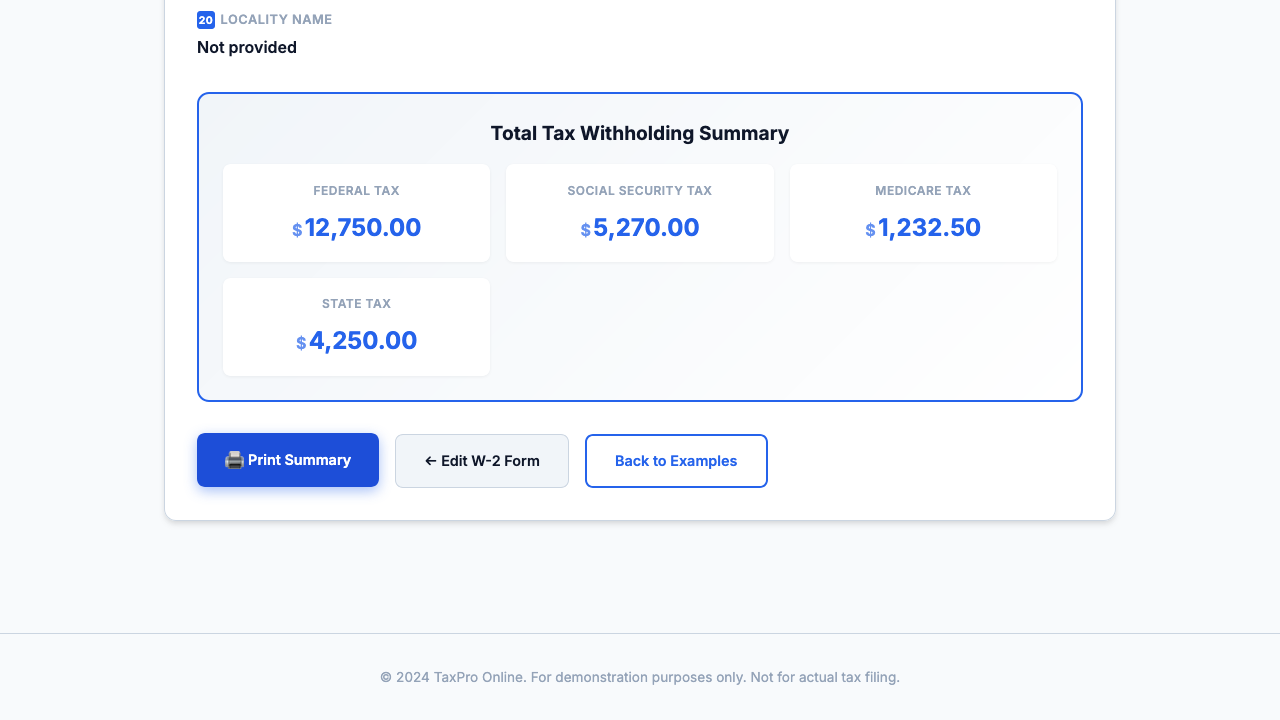 20 LOCALITY NAME
Not provided
Total Tax Withholding Summary
FEDERAL TAX
$12,750.00
SOCIAL SECURITY TAX
$5,270.00
MEDICARE TAX
$1,232.50
STATE TAX
$4,250.00
🖨️ Print Summary
← Edit W-2 Form
Back to Examples
© 2024 TaxPro Online. For demonstration purposes only. Not for actual tax filing.